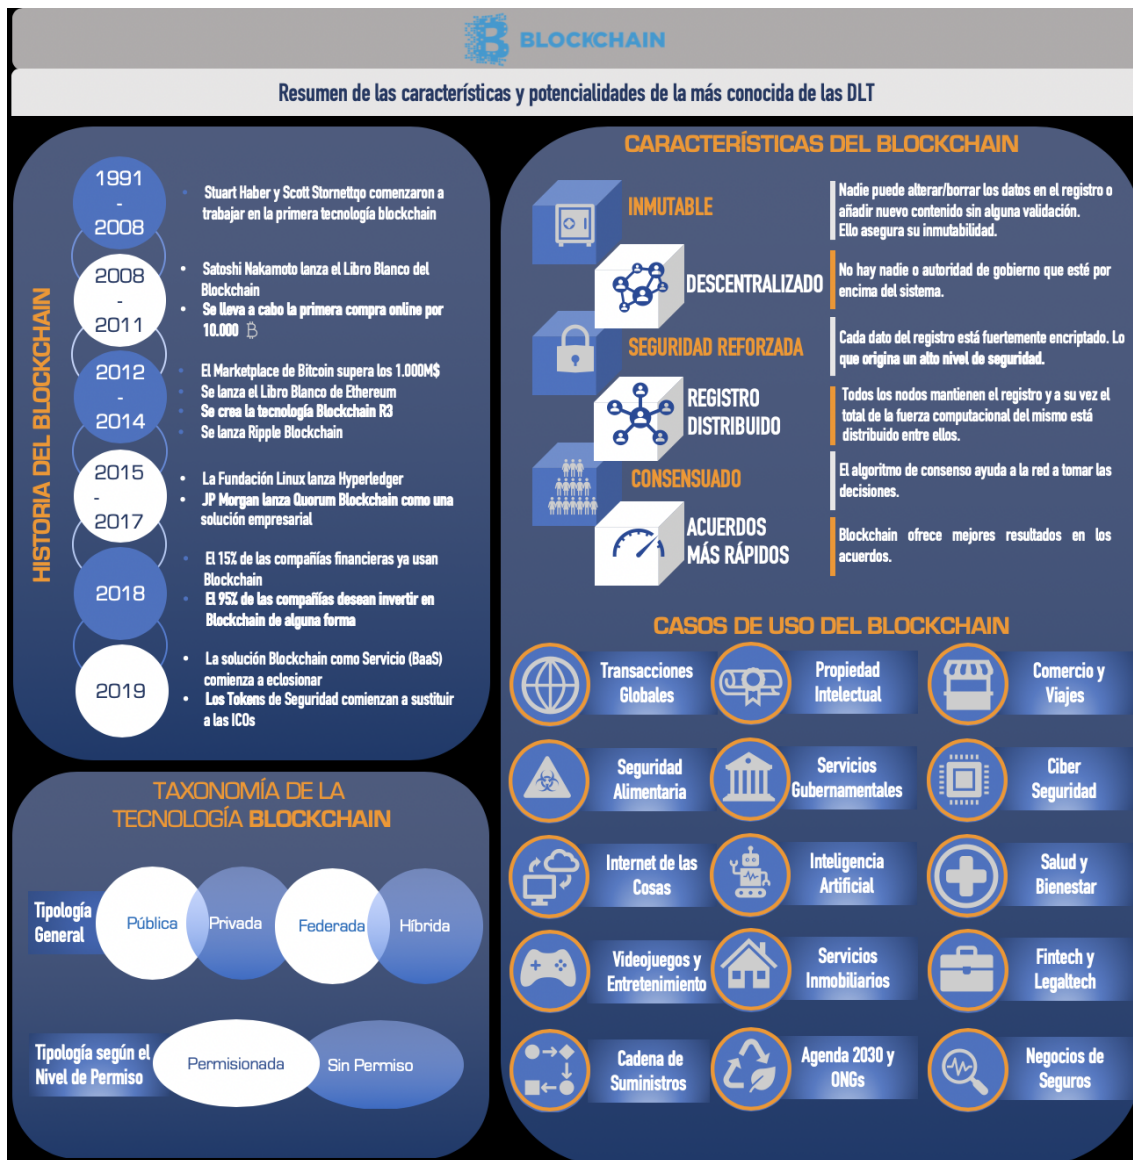 BLOCKCHAIN
Resumen de las características y potencialidades de la más conocida de las DLT
HISTORIA DEL BLOCKCHAIN
1991
-
2008
• Stuart Haber y Scott Stornettqo comenzaron a
trabajar en la primera tecnología blockchain
2008
-
2011
• Satoshi Nakamoto lanza el Libro Blanco del
Blockchain
• Se lleva a cabo la primera compra online por
10.000 ₿
2012
-
2014
• El Marketplace de Bitcoin supera los 1.000M$
• Se lanza el Libro Blanco de Ethereum
• Se crea la tecnología Blockchain R3
• Se lanza Ripple Blockchain
2015
-
2017
• La Fundación Linux lanza Hyperledger
• JP Morgan lanza Quorum Blockchain como una
solución empresarial
2018
• El 15% de las compañías financieras ya usan
Blockchain
• El 95% de las compañías desean invertir en
Blockchain de alguna forma
2019
• La solución Blockchain como Servicio (BaaS)
comienza a eclosionar
• Los Tokens de Seguridad comienzan a sustituir
a las ICOs
TAXONOMÍA DE LA
TECNOLOGÍA BLOCKCHAIN
Tipología
General
Pública
Privada
Federada
Híbrida
Tipología según el
Nivel de Permiso
Permisionada
Sin Permiso
CARACTERÍSTICAS DEL BLOCKCHAIN
INMUTABLE
Nadie puede alterar/borrar los datos en el registro o
añadir nuevo contenido sin alguna validación.
Ello asegura su inmutabilidad.
DESCENTRALIZADO
No hay nadie o autoridad de gobierno que esté por
encima del sistema.
SEGURIDAD REFORZADA
Cada dato del registro está fuertemente encriptado. Lo
que origina un alto nivel de seguridad.
REGISTRO
DISTRIBUIDO
Todos los nodos mantienen el registro y a su vez el
total de la fuerza computacional del mismo está
distribuido entre ellos.
CONSENSUADO
El algoritmo de consenso ayuda a la red a tomar las
decisiones.
ACUERDOS
MÁS RÁPIDOS
Blockchain ofrece mejores resultados en los
acuerdos.
CASOS DE USO DEL BLOCKCHAIN
Transacciones
Globales
Propiedad
Intelectual
Comercio y
Viajes
Seguridad
Alimentaria
Servicios
Gubernamentales
Ciber
Seguridad
Internet de las
Cosas
Inteligencia
Artificial
Salud y
Bienestar
Videojuegos y
Entretenimiento
Servicios
Inmobiliarios
Fintech y
Legaltech
Cadena de
Suministros
Agenda 2030 y
ONGs
Negocios de
Seguros